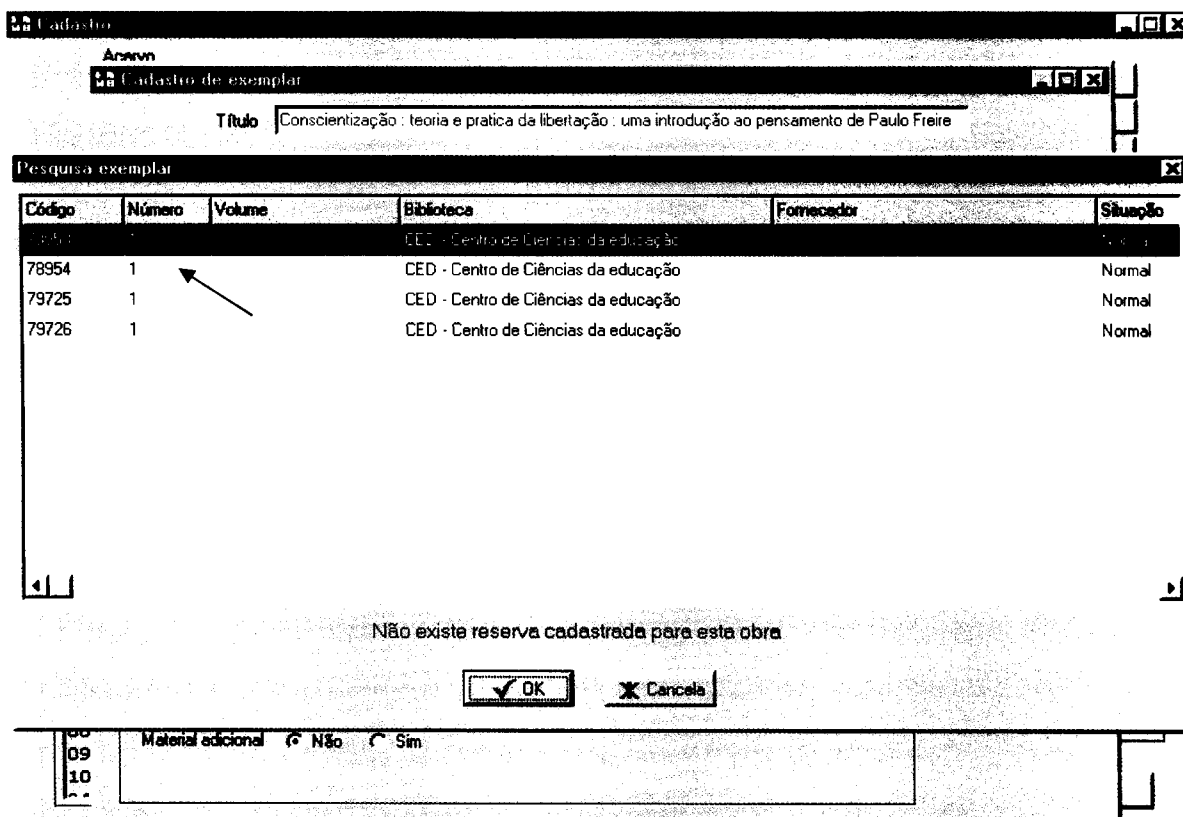 Cadastro
Acervo
Cadastro de exemplar
Título Conscientização : teoria e pratica da libertação : uma introdução ao pensamento de Paulo Freire
Pesquisa exemplar
Código Número Volume Biblioteca Fornecedor Situação
CED - Centro de Ciências da educação
78954 1 CED - Centro de Ciências da educação Normal
79725 1 CED - Centro de Ciências da educação Normal
79726 1 CED - Centro de Ciências da educação Normal
Não existe reserva cadastrada para esta obra
OK Cancela
Material adicional Não Sim
09
10